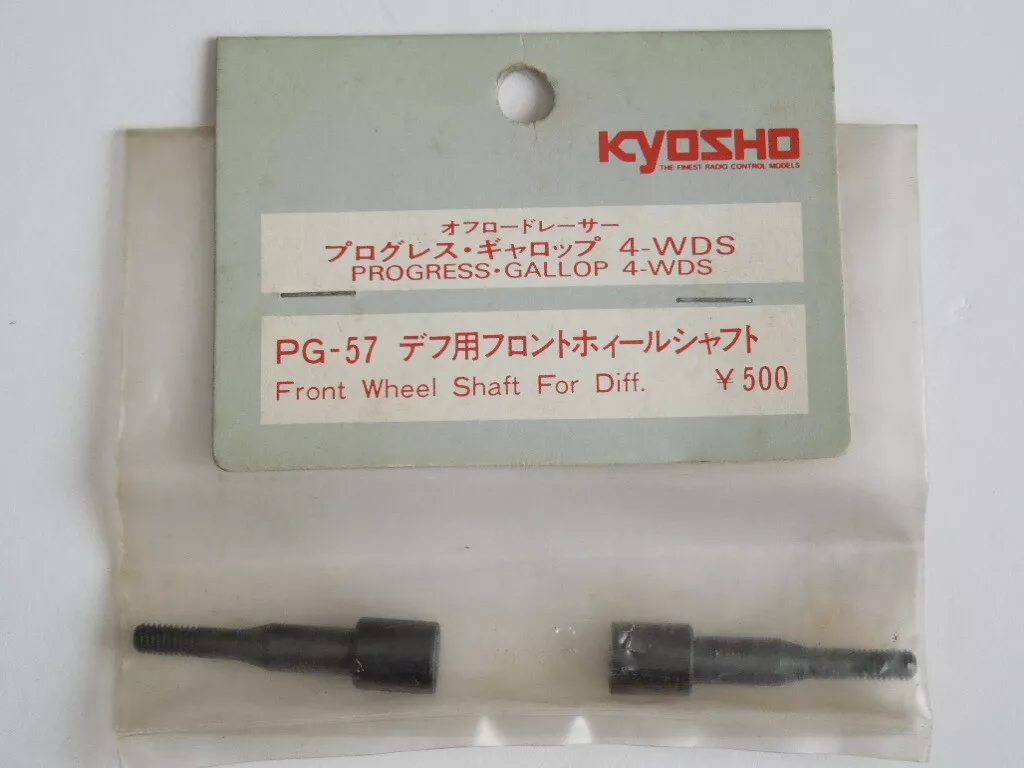 KYOSHO
THE FINEST RADIO CONTROL MODELS
オフロードレーサー
プログレス・ギャロップ 4-WDS
PROGRESS・GALLOP 4-WDS
PG-57 デフ用フロントホィールシャフト
Front Wheel Shaft For Diff. ￥500